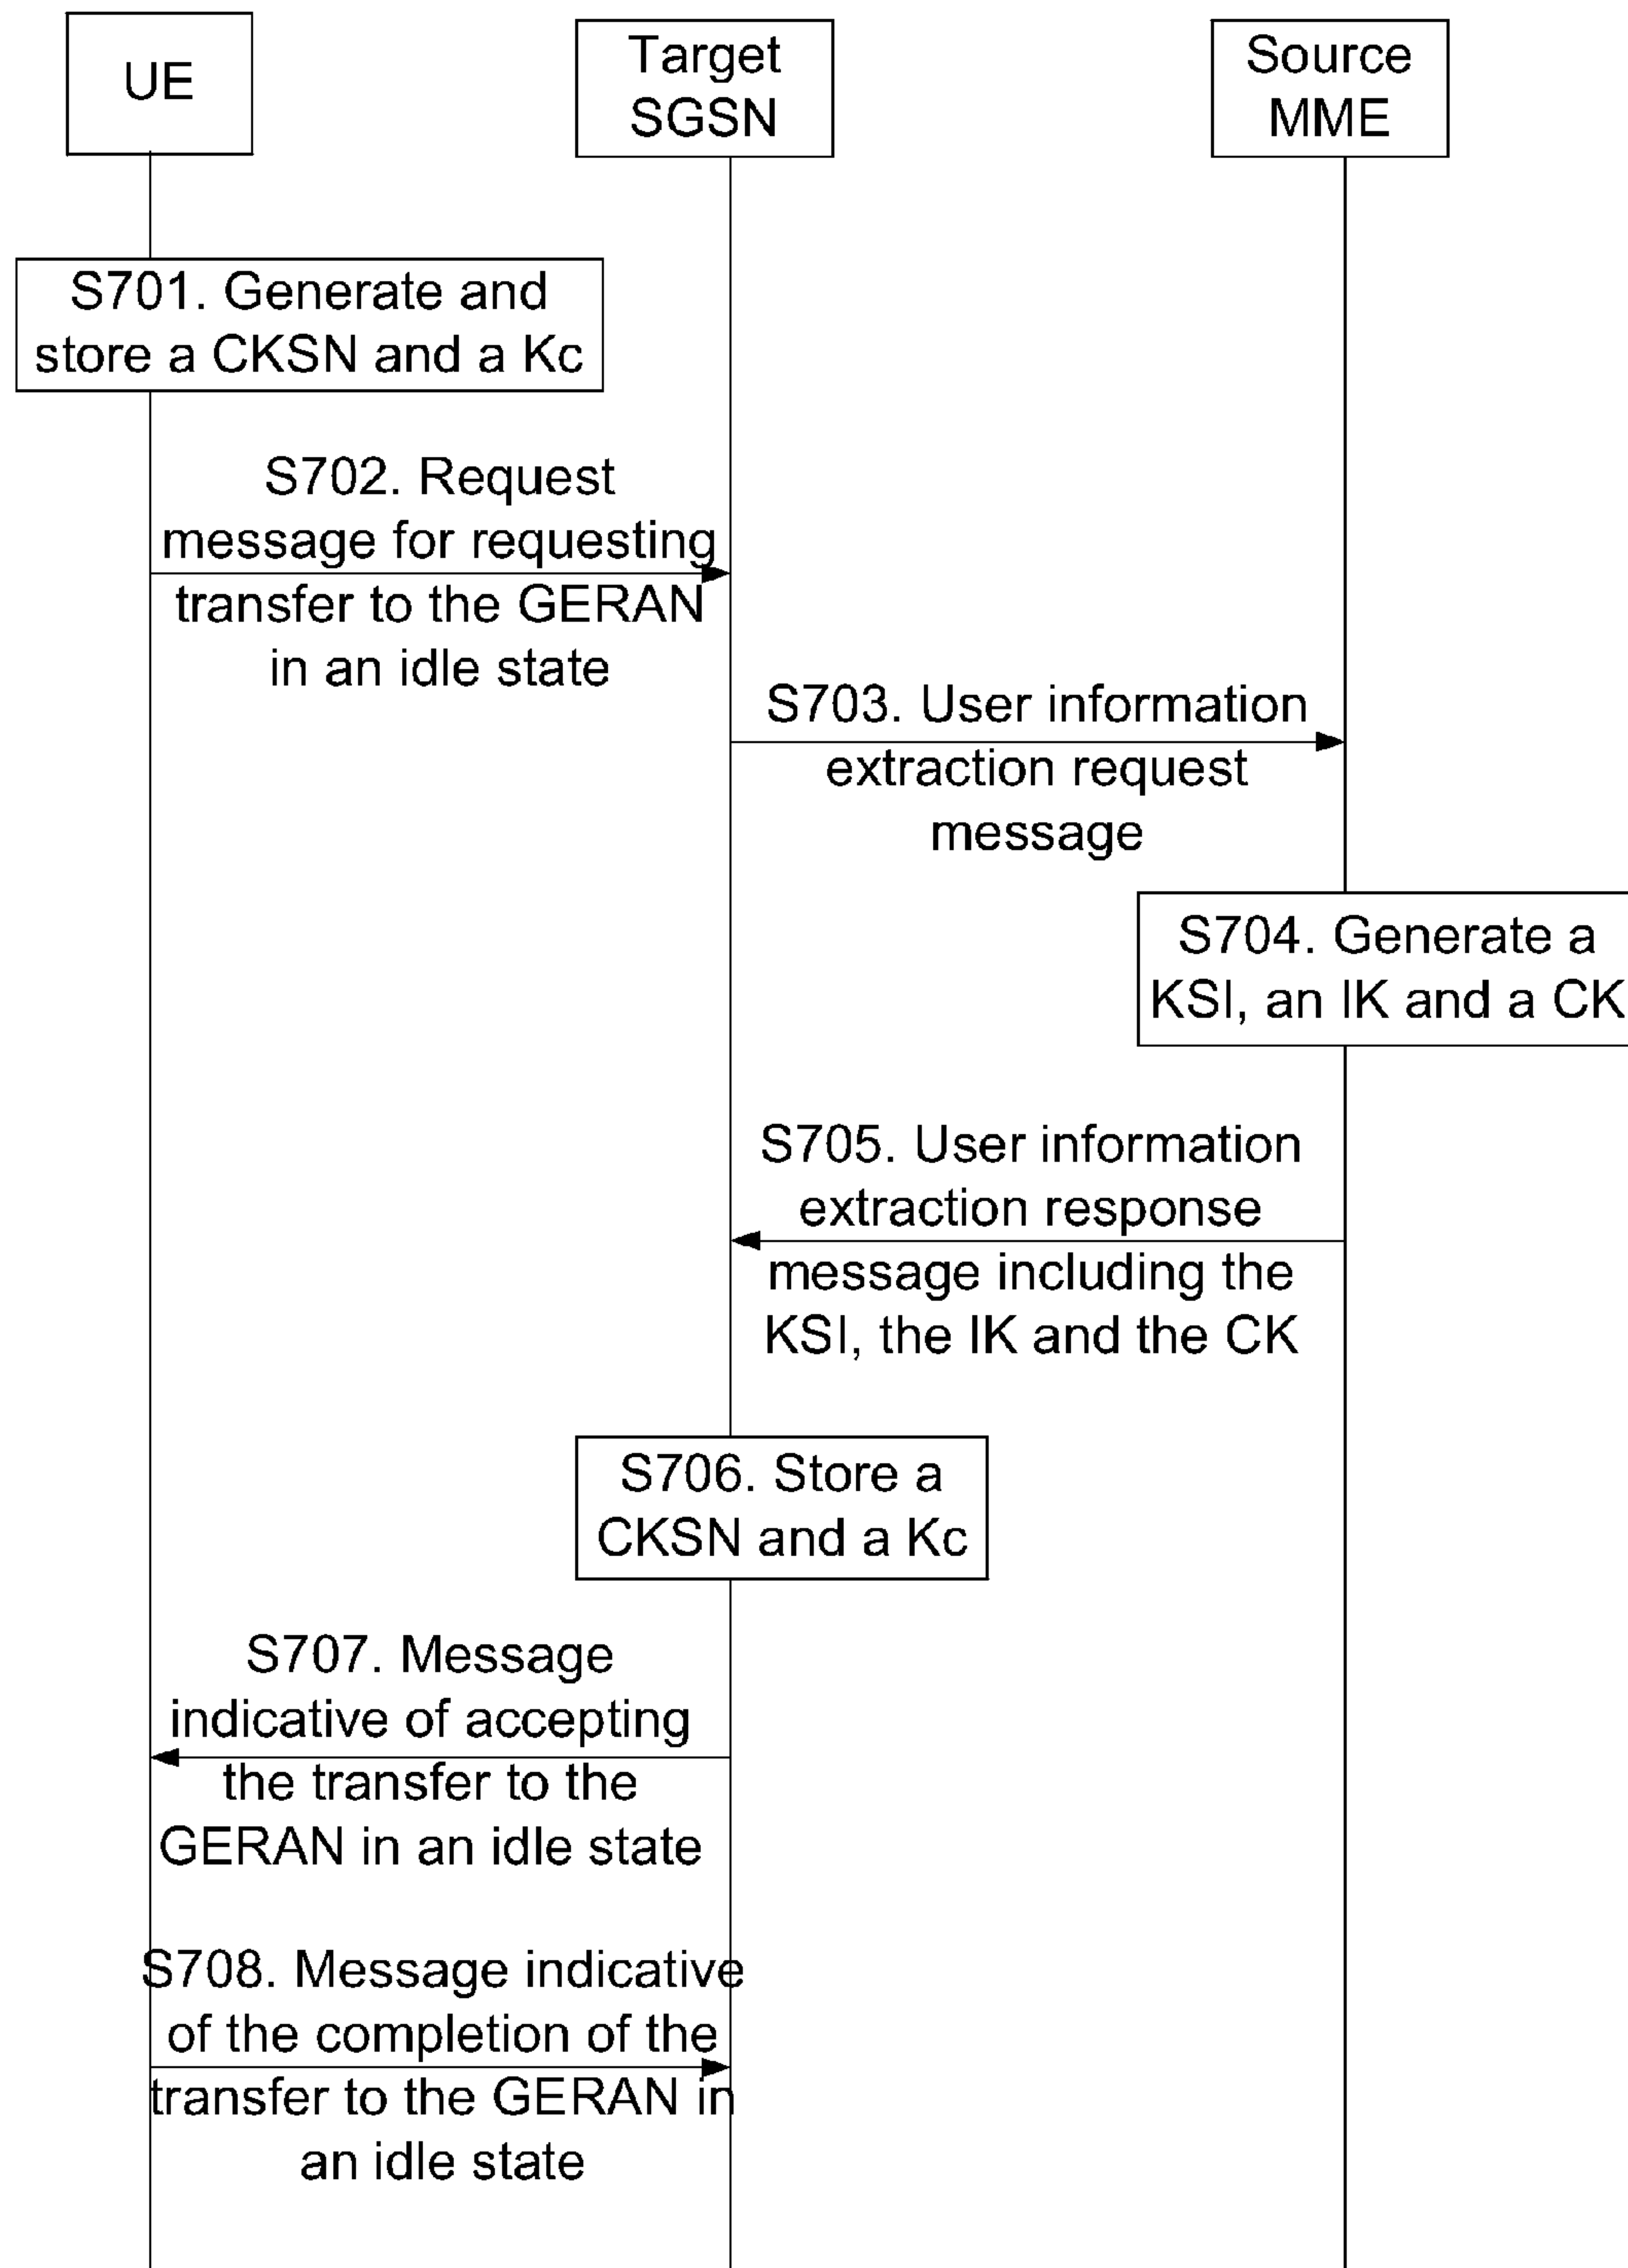 UE
Target
SGSN
Source
MME
S701. Generate and
store a CKSN and a Kc
S702. Request
message for requesting
transfer to the GERAN
in an idle state
S703. User information
extraction request
message
S704. Generate a
KSI, an IK and a CK
S705. User information
extraction response
message including the
KSI, the IK and the CK
S706. Store a
CKSN and a Kc
S707. Message
indicative of accepting
the transfer to the
GERAN in an idle state
S708. Message indicative
of the completion of the
transfer to the GERAN in
an idle state